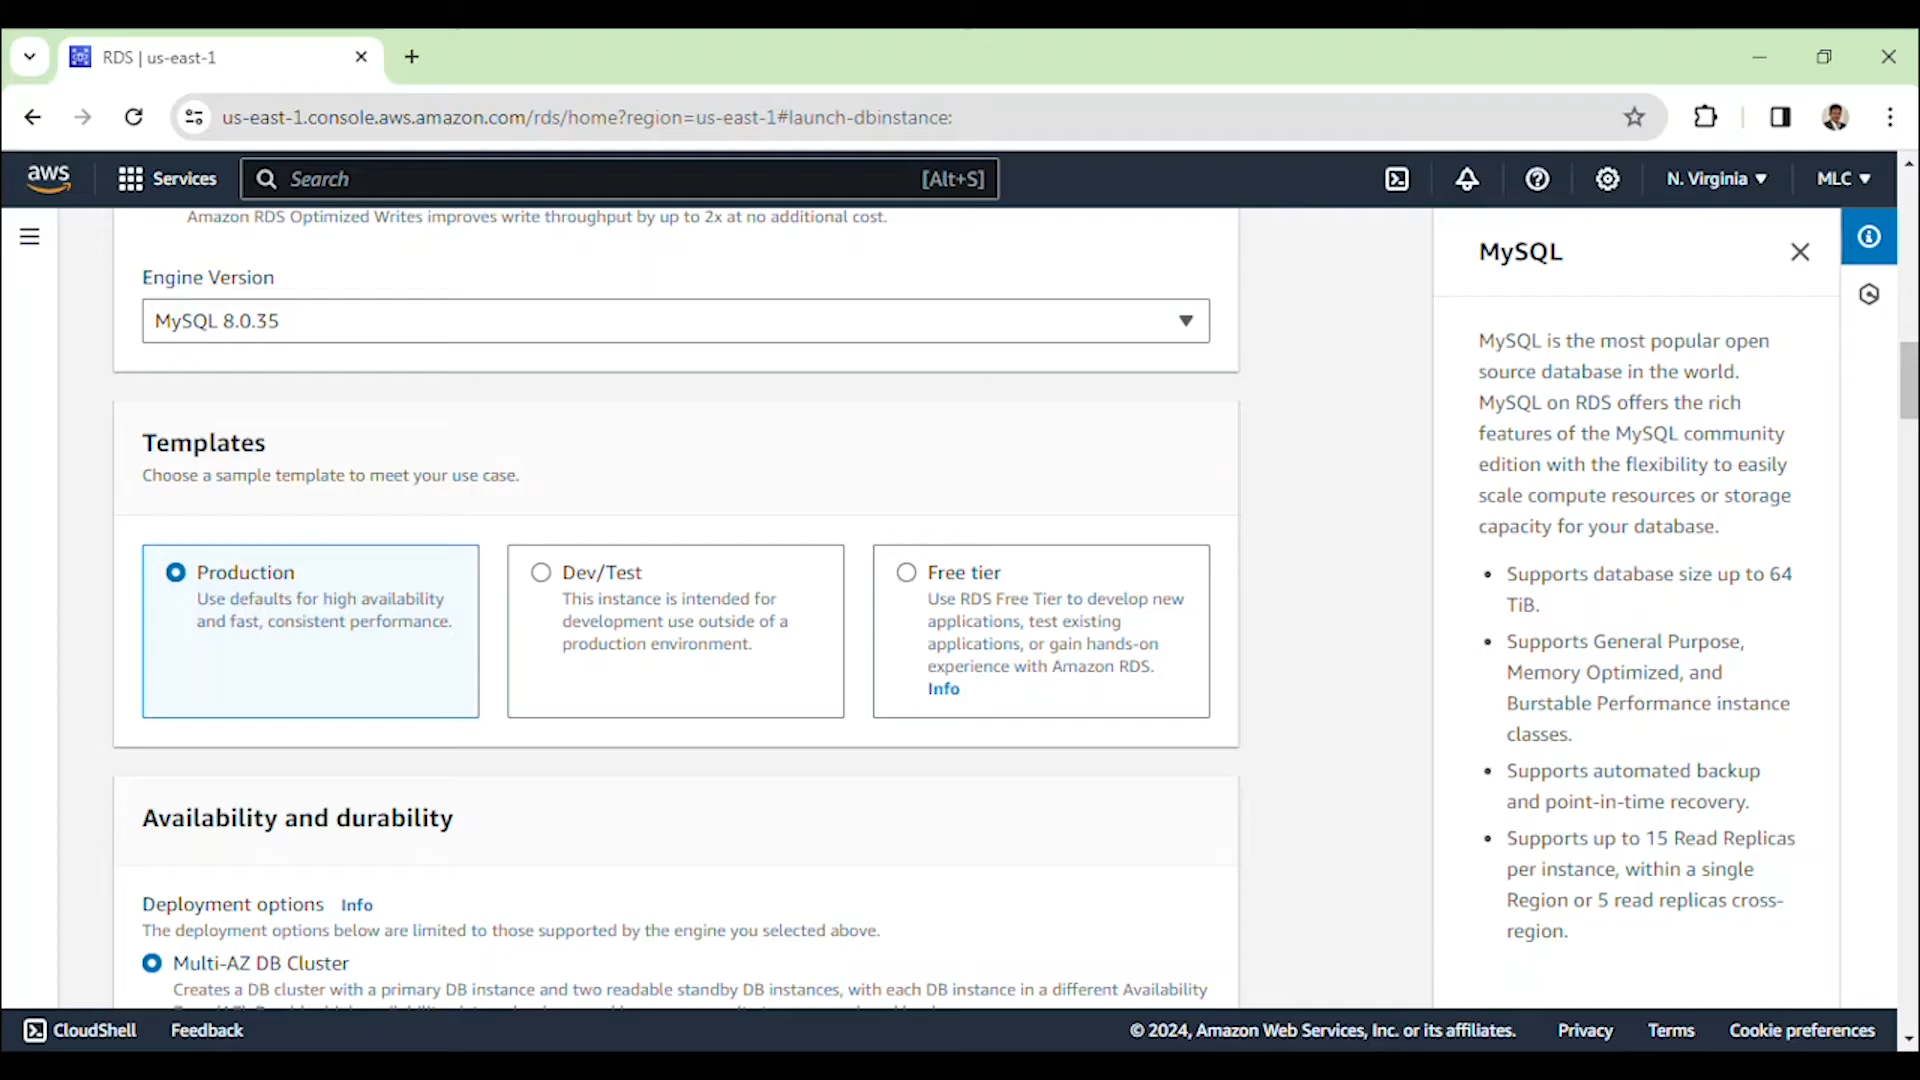 RDS | us-east-1
us-east-1.console.aws.amazon.com/rds/home?region=us-east-1#launch-dbinstance:
aws
Services
Search
[Alt+S]
N. Virginia
MLC
Amazon RDS Optimized Writes improves write throughput by up to 2x at no additional cost.
Engine Version
MySQL 8.0.35
Templates
Choose a sample template to meet your use case.
Production
Use defaults for high availability
and fast, consistent performance.
Dev/Test
This instance is intended for
development use outside of a
production environment.
Free tier
Use RDS Free Tier to develop new
applications, test existing
applications, or gain hands-on
experience with Amazon RDS.
Info
Availability and durability
Deployment options Info
The deployment options below are limited to those supported by the engine you selected above.
Multi-AZ DB Cluster
Creates a DB cluster with a primary DB instance and two readable standby DB instances, with each DB instance in a different Availability
MySQL
MySQL is the most popular open
source database in the world.
MySQL on RDS offers the rich
features of the MySQL community
edition with the flexibility to easily
scale compute resources or storage
capacity for your database.
• Supports database size up to 64
TiB.
• Supports General Purpose,
Memory Optimized, and
Burstable Performance instance
classes.
• Supports automated backup
and point-in-time recovery.
• Supports up to 15 Read Replicas
per instance, within a single
Region or 5 read replicas cross-
region.
CloudShell
Feedback
© 2024, Amazon Web Services, Inc. or its affiliates.
Privacy
Terms
Cookie preferences